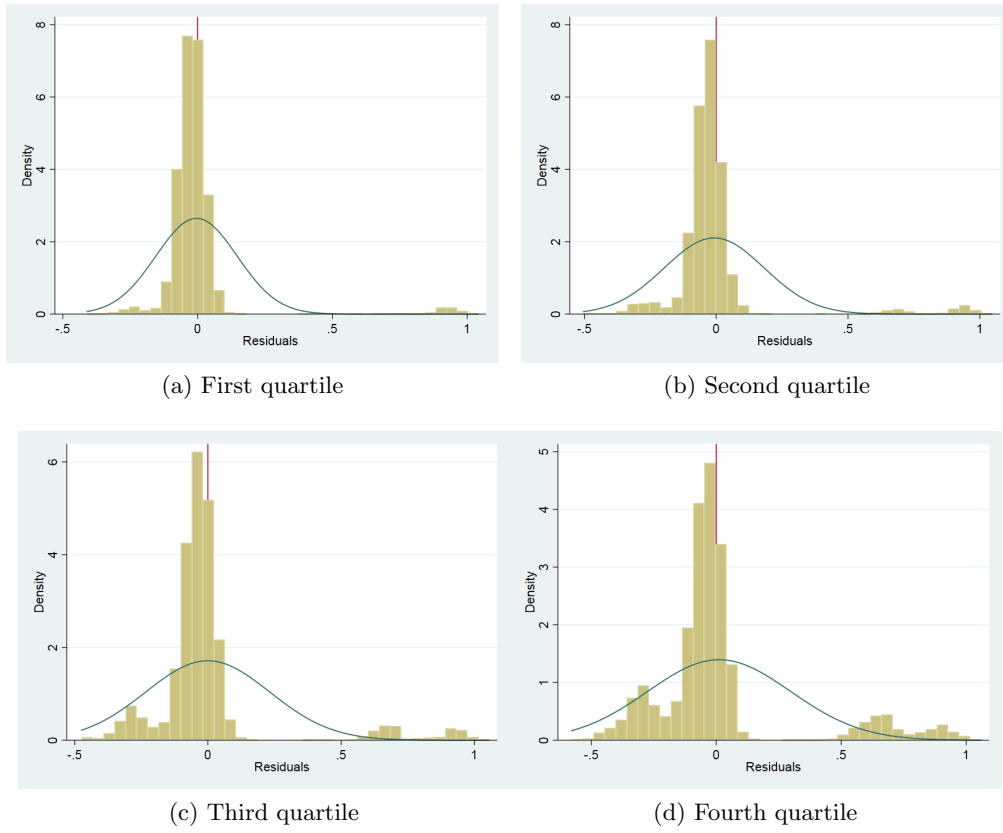 8
6
4
2
0
Density
-.5 0 .5 1
Residuals
(a) First quartile
8
6
4
2
0
Density
-.5 0 .5 1
Residuals
(b) Second quartile
6
4
2
0
Density
-.5 0 .5 1
Residuals
(c) Third quartile
5
4
3
2
1
0
Density
-.5 0 .5 1
Residuals
(d) Fourth quartile